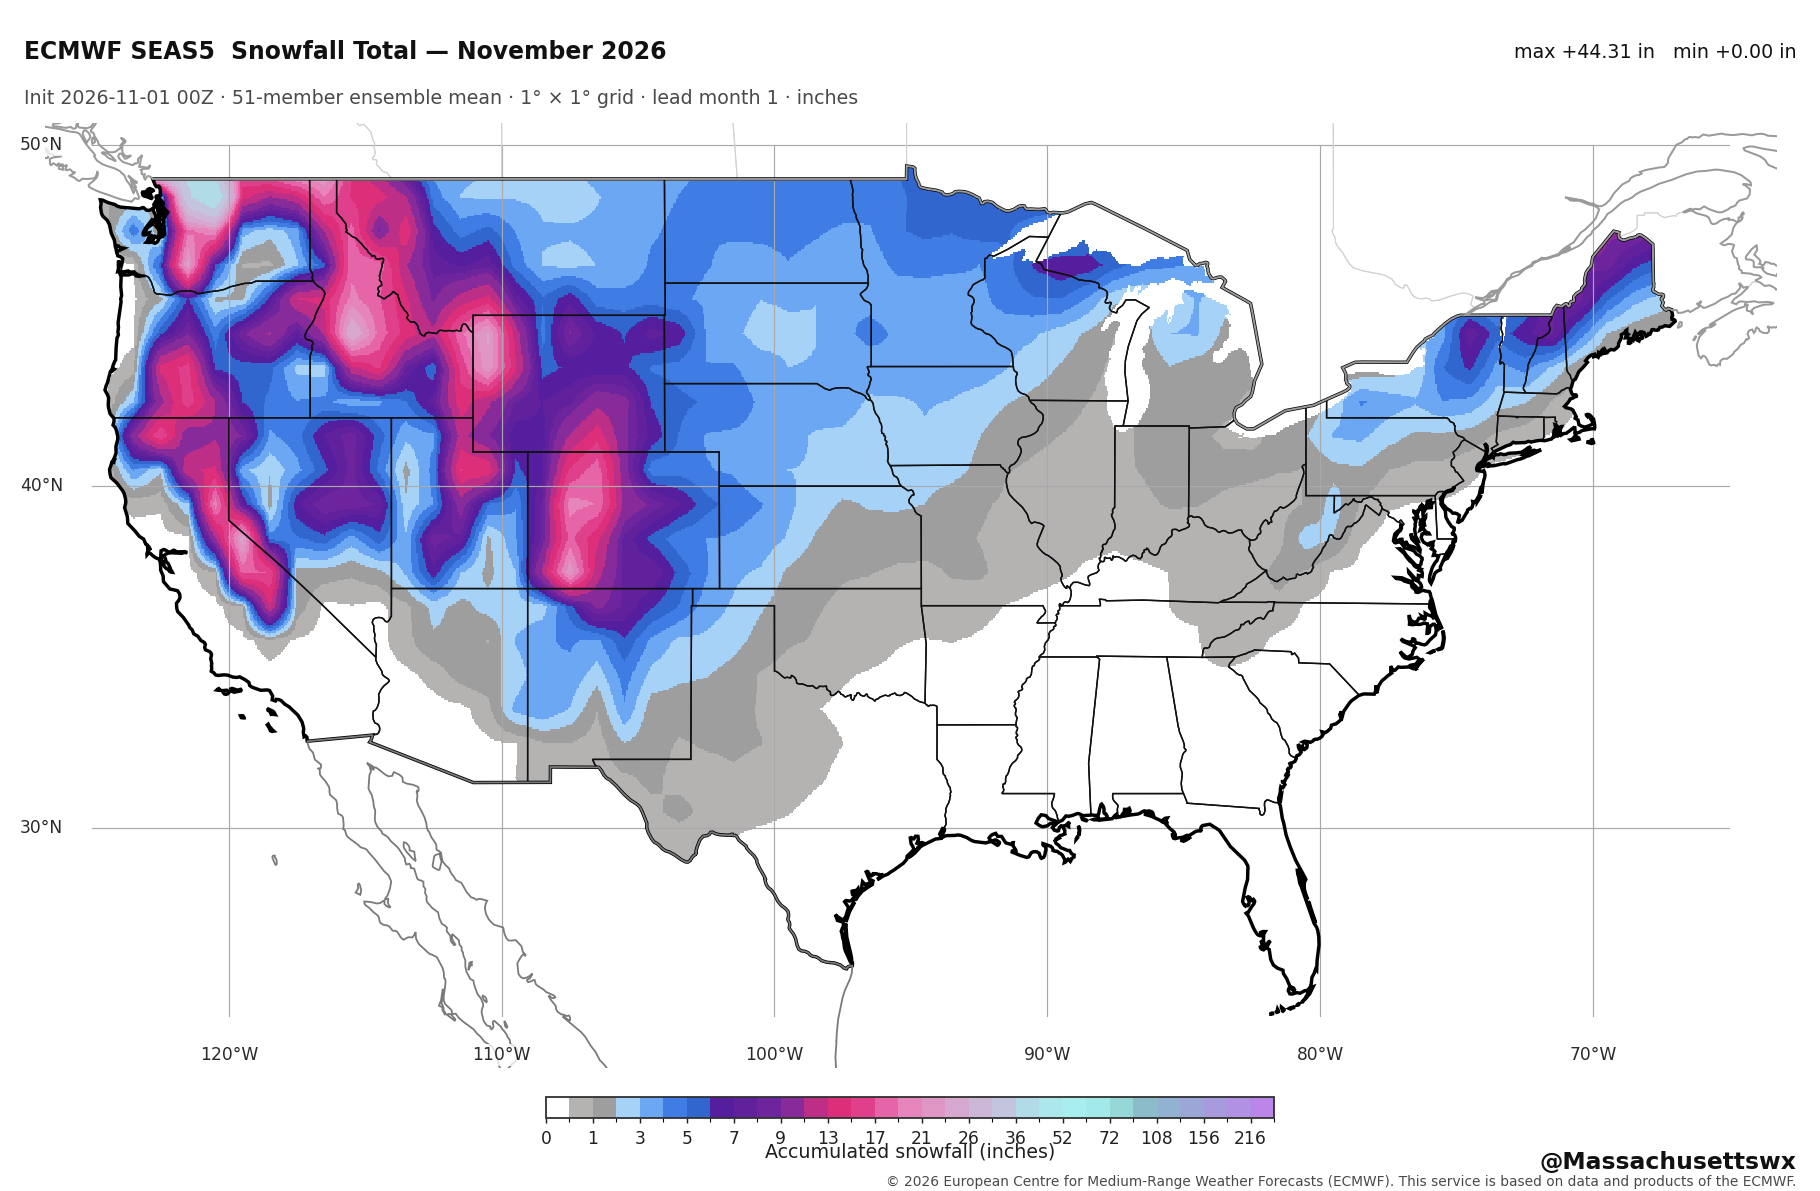 ECMWF SEAS5  Snowfall Total — November 2026
max +44.31 in   min +0.00 in
Init 2026-11-01 00Z · 51-member ensemble mean · 1° × 1° grid · lead month 1 · inches
50°N
40°N
30°N
120°W 110°W 100°W 90°W 80°W 70°W
0 1 3 5 7 9 13 17 21 26 36 52 72 108 156 216
Accumulated snowfall (inches)
@Massachusettswx
© 2026 European Centre for Medium-Range Weather Forecasts (ECMWF). This service is based on data and products of the ECMWF.